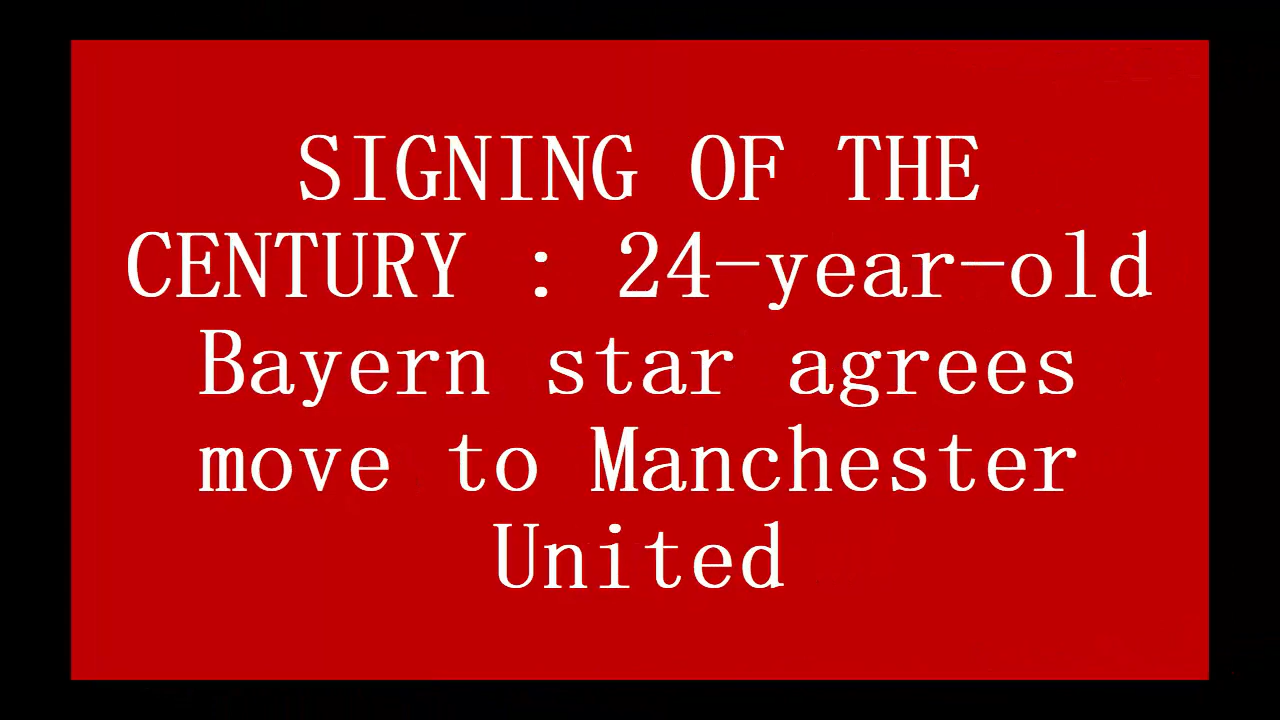 SIGNING OF THE
CENTURY : 24-year-old
Bayern star agrees
move to Manchester
United